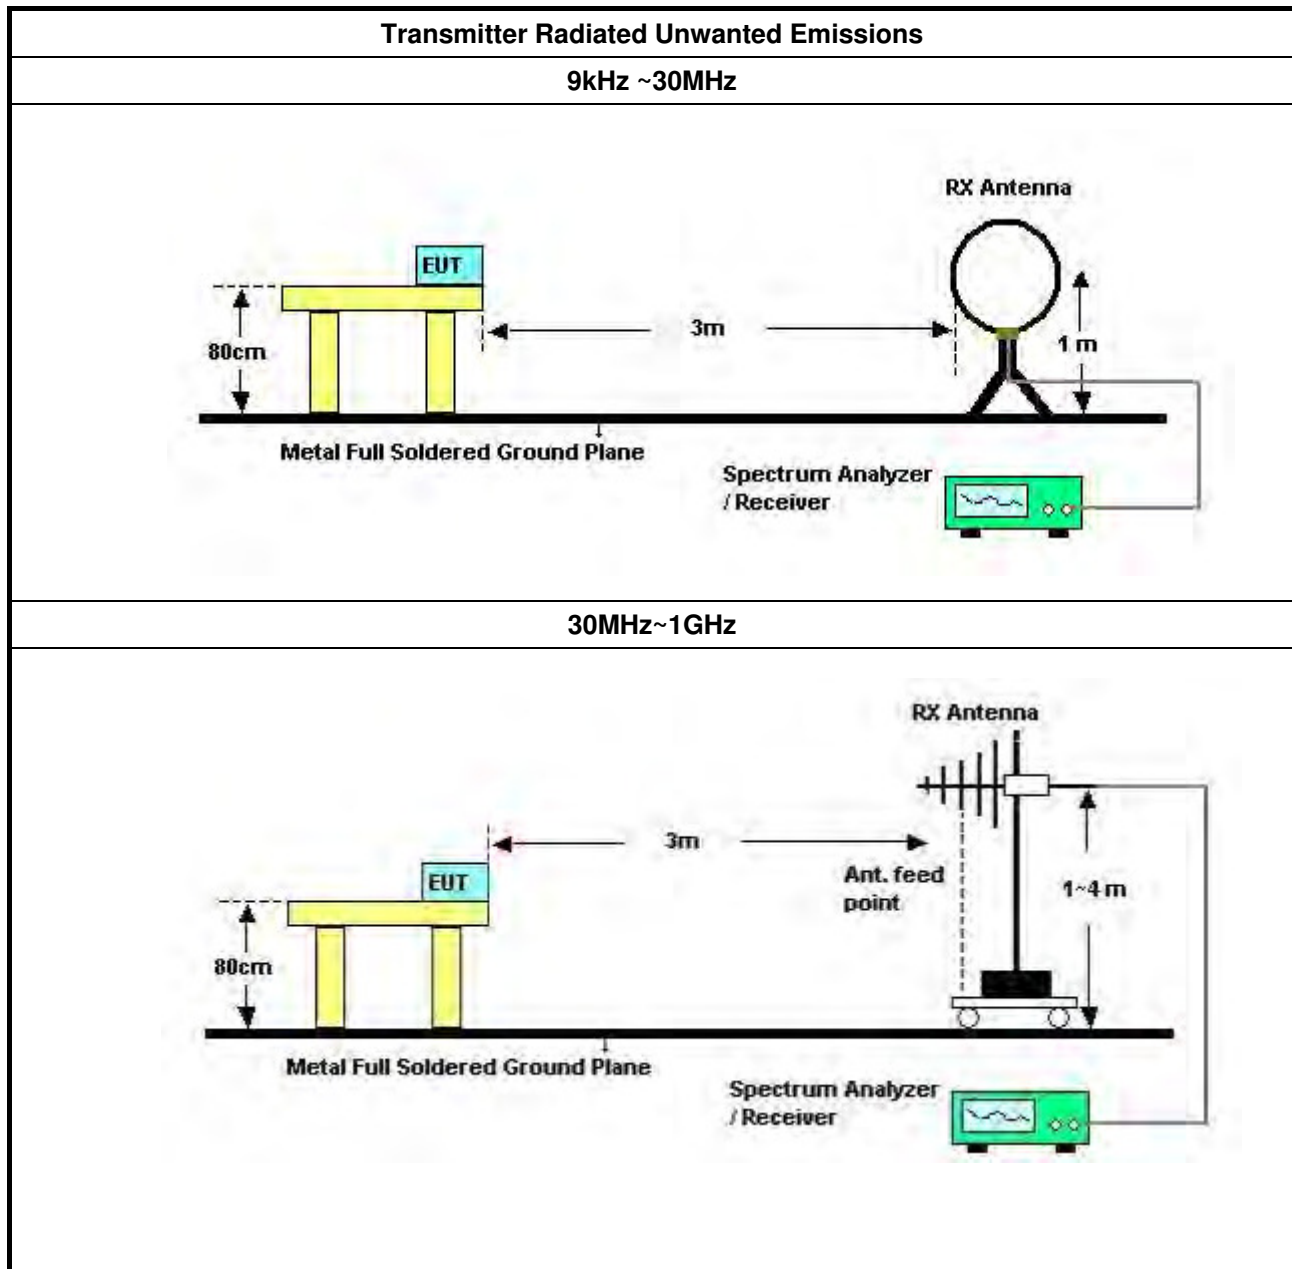 Transmitter Radiated Unwanted Emissions
9kHz ~30MHz
RX Antenna
EUT
3m
80cm
1 m
Metal Full Soldered Ground Plane
Spectrum Analyzer
/ Receiver
30MHz~1GHz
RX Antenna
3m
EUT
Ant. feed
point
1~4 m
80cm
Metal Full Soldered Ground Plane
Spectrum Analyzer
/ Receiver